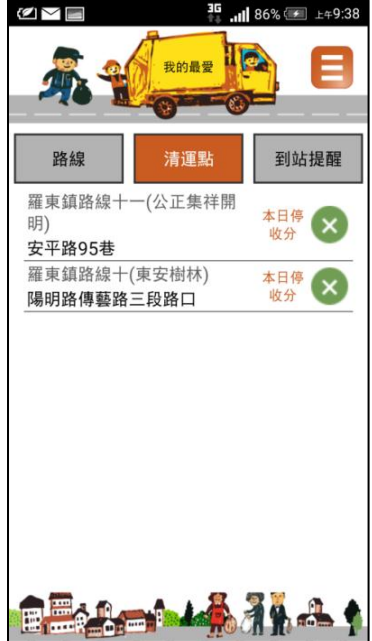 3G
86%
上午9:38
我的最愛
路線
清運點
到站提醒
羅東鎮路線十一(公正集祥開
明)
本日停
收分
安平路95巷
羅東鎮路線十(東安樹林)
本日停
收分
陽明路傳藝路三段路口